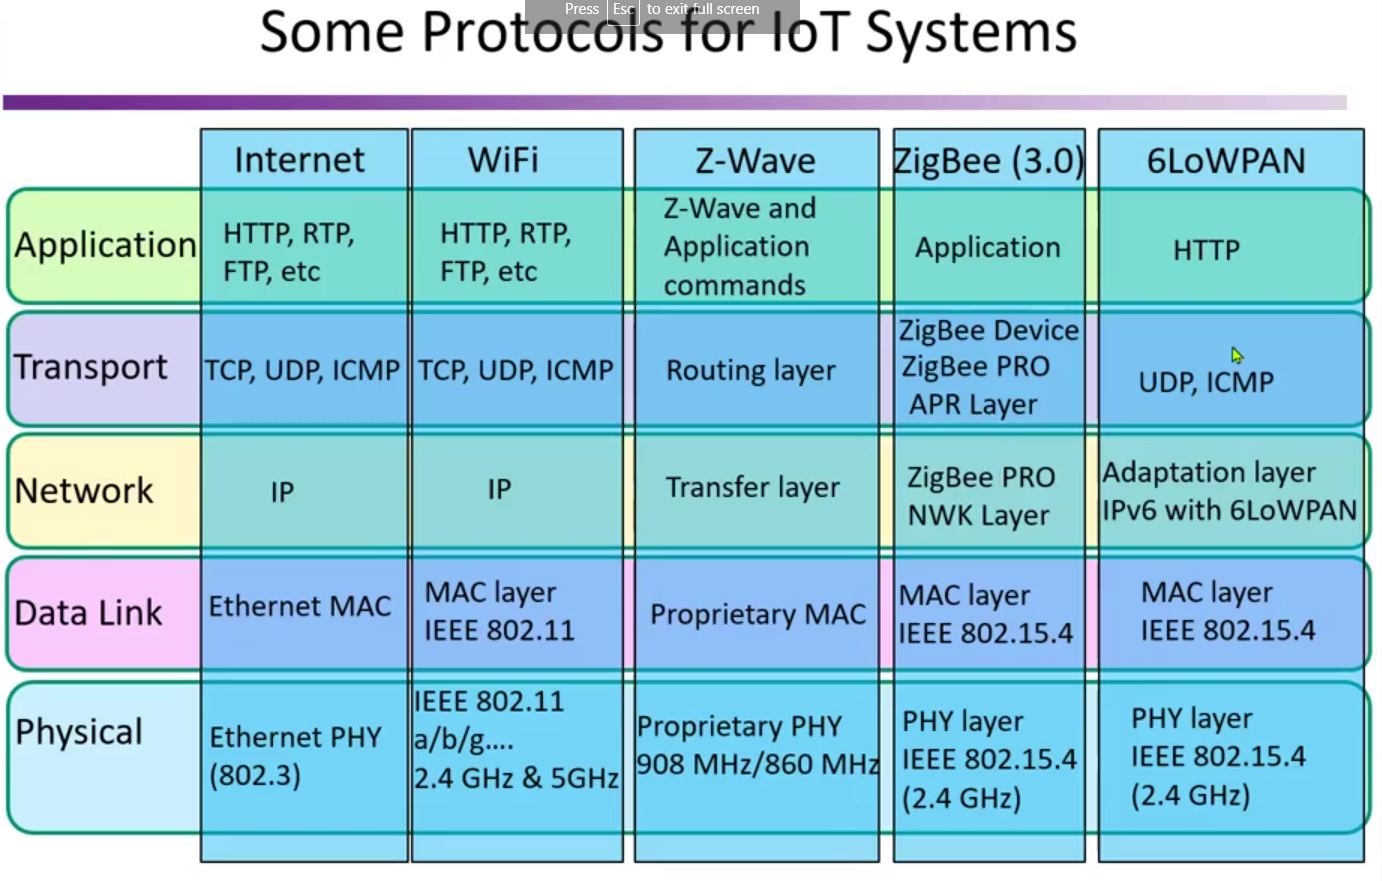 Press Esc to exit full screen
Some Protocols for IoT Systems
Internet
WiFi
Z-Wave
ZigBee (3.0)
6LoWPAN
Application
HTTP, RTP,
FTP, etc
HTTP, RTP,
FTP, etc
Z-Wave and
Application
commands
Application
HTTP
Transport
TCP, UDP, ICMP
TCP, UDP, ICMP
Routing layer
ZigBee Device
ZigBee PRO
APR Layer
UDP, ICMP
Network
IP
IP
Transfer layer
ZigBee PRO
NWK Layer
Adaptation layer
IPv6 with 6LoWPAN
Data Link
Ethernet MAC
MAC layer
IEEE 802.11
Proprietary MAC
MAC layer
IEEE 802.15.4
MAC layer
IEEE 802.15.4
Physical
Ethernet PHY
(802.3)
IEEE 802.11
a/b/g....
2.4 GHz & 5GHz
Proprietary PHY
908 MHz/860 MHz
PHY layer
IEEE 802.15.4
(2.4 GHz)
PHY layer
IEEE 802.15.4
(2.4 GHz)